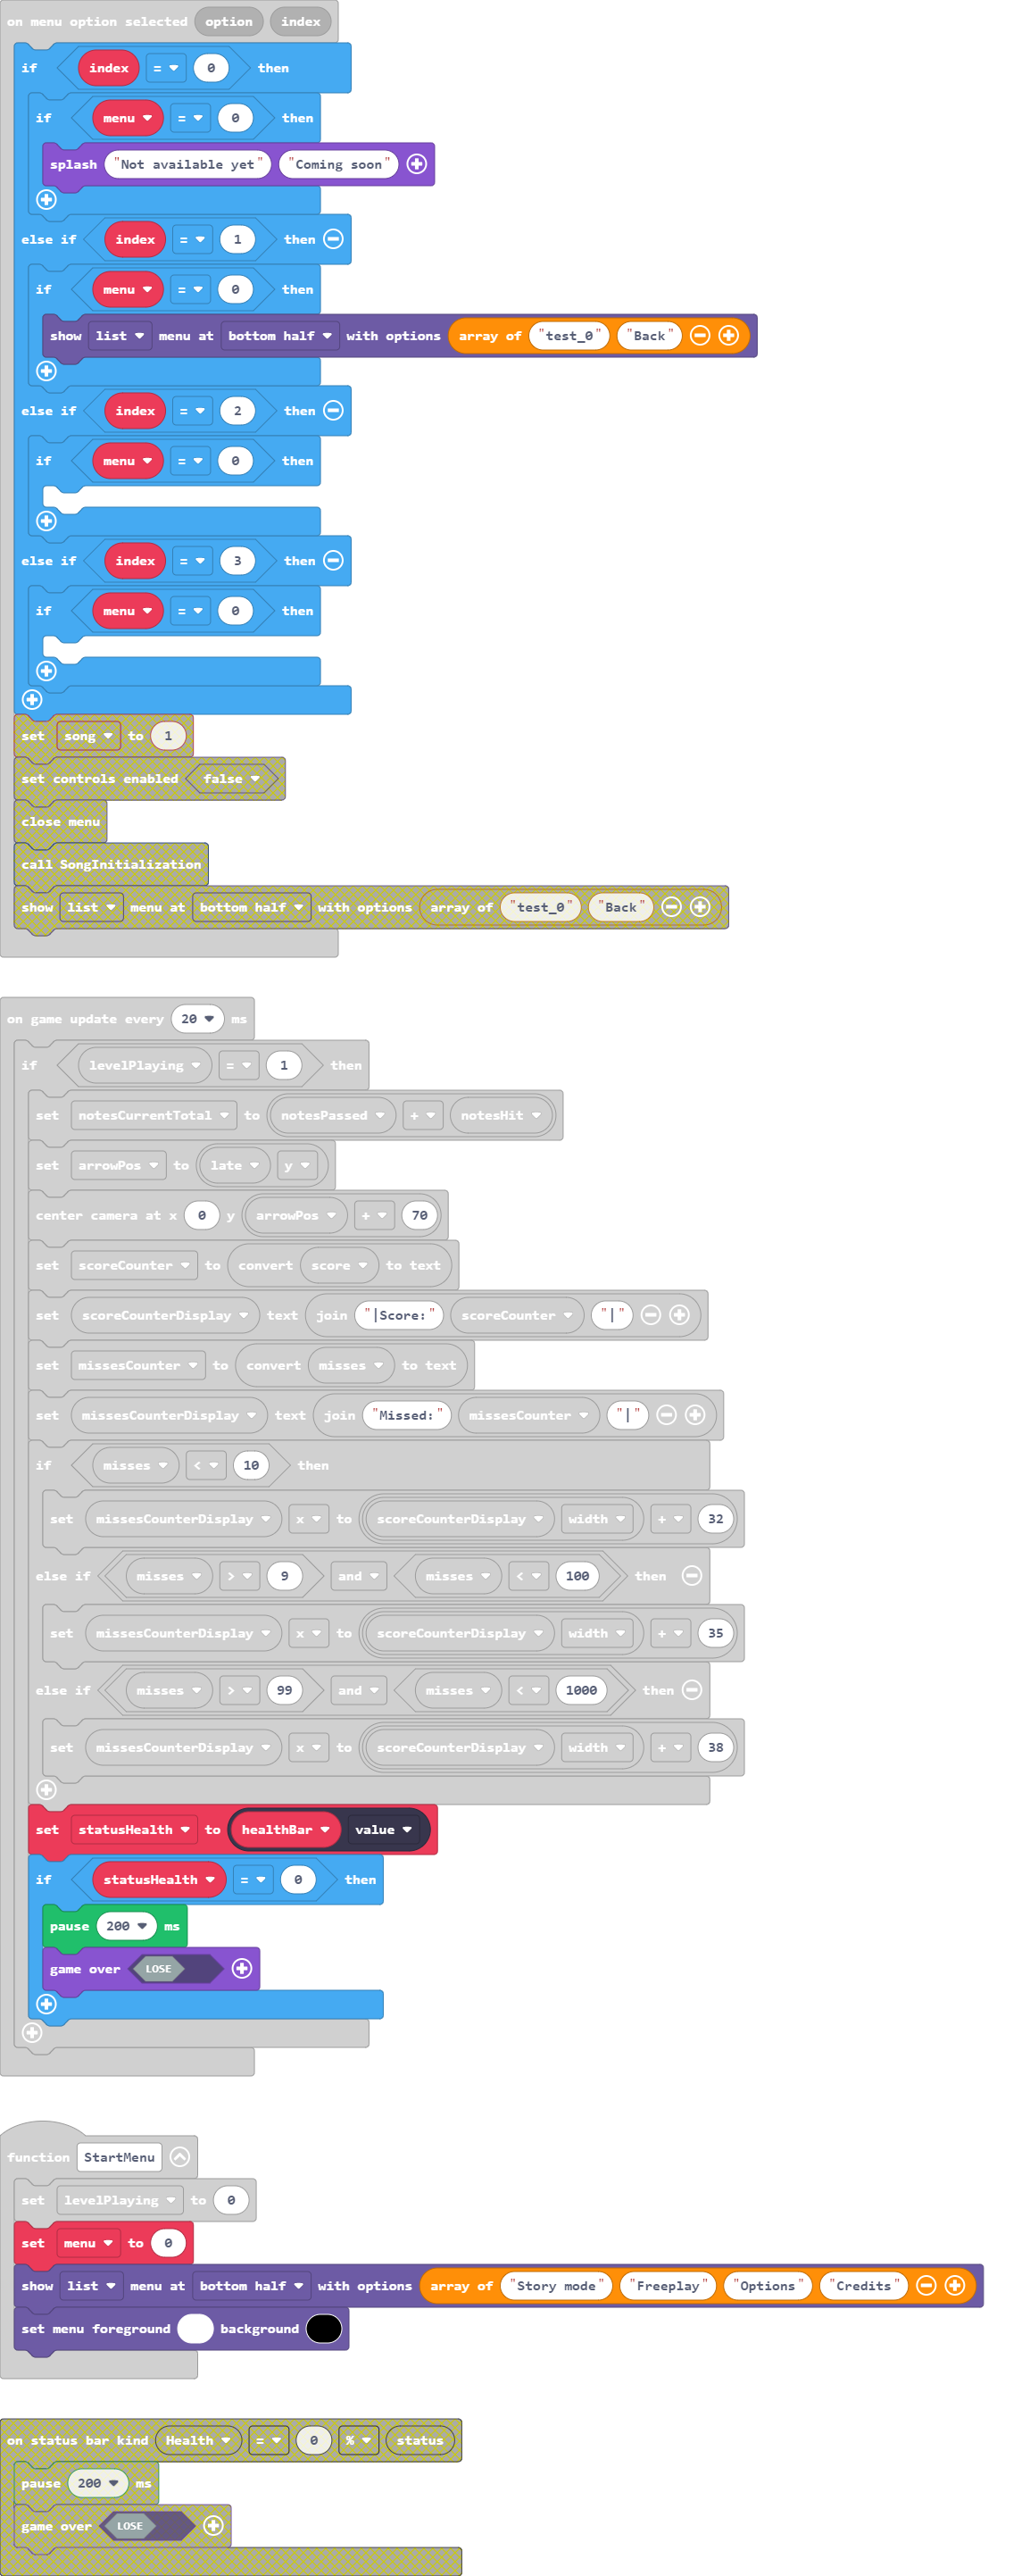 on menu option selected option index
if index = 0 then
if menu = 0 then
splash "Not available yet" "Coming soon"
else if index = 1 then
if menu = 0 then
show list menu at bottom half with options array of "test_0" "Back"
else if index = 2 then
if menu = 0 then
else if index = 3 then
if menu = 0 then
set song to 1
set controls enabled false
close menu
call SongInitialization
show list menu at bottom half with options array of "test_0" "Back"
on game update every 20 ms
if levelPlaying = 1 then
set notesCurrentTotal to notesPassed + notesHit
set arrowPos to late y
center camera at x 0 y arrowPos + 70
set scoreCounter to convert score to text
set scoreCounterDisplay text join "|Score:" scoreCounter "|"
set missesCounter to convert misses to text
set missesCounterDisplay text join "Missed:" missesCounter "|"
if misses < 10 then
set missesCounterDisplay x to scoreCounterDisplay width + 32
else if misses > 9 and misses < 100 then
set missesCounterDisplay x to scoreCounterDisplay width + 35
else if misses > 99 and misses < 1000 then
set missesCounterDisplay x to scoreCounterDisplay width + 38
set statusHealth to healthBar value
if statusHealth = 0 then
pause 200 ms
game over LOSE
function StartMenu
set levelPlaying to 0
set menu to 0
show list menu at bottom half with options array of "Story mode" "Freeplay" "Options" "Credits"
set menu foreground background
on status bar kind Health = 0 % status
pause 200 ms
game over LOSE